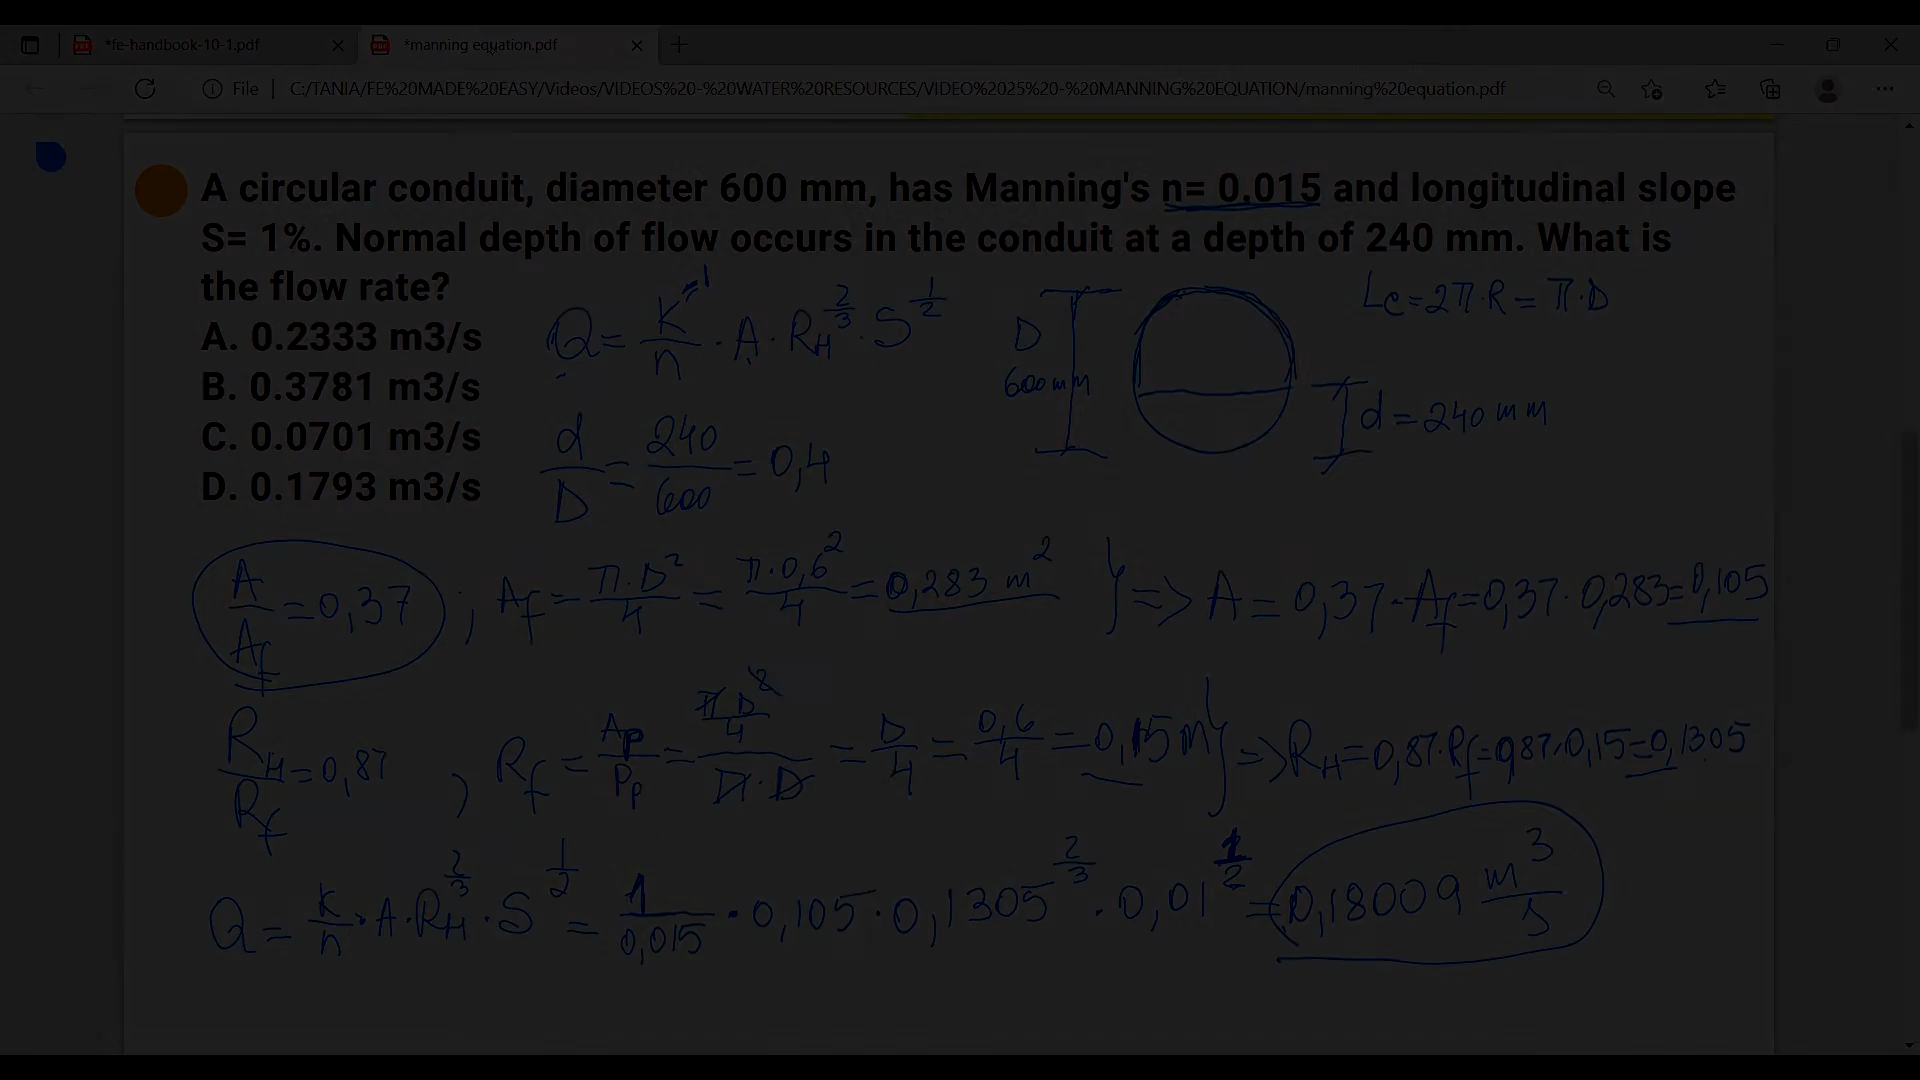 *fe-handbook-10-1.pdf
*manning equation.pdf
File
C:/TANIA/FE%20MADE%20EASY/Videos/VIDEOS%20-%20WATER%20RESOURCES/VIDEO%2025%20-%20MANNING%20EQUATION/manning%20equation.pdf
A circular conduit, diameter 600 mm, has Manning's n= 0.015 and longitudinal slope
S= 1%. Normal depth of flow occurs in the conduit at a depth of 240 mm. What is
the flow rate?
A. 0.2333 m3/s
B. 0.3781 m3/s
C. 0.0701 m3/s
D. 0.1793 m3/s
Q = K=1/n · A · R_H^2/3 · S^1/2
D
600 mm
Lc = 2π·R = π·D
d = 240 mm
d/D = 240/600 = 0,4
A/Af = 0,37 ; Af = π·D²/4 = π·0,6²/4 = 0,283 m² } => A = 0,37 · Af = 0,37 · 0,283 = 0,105
R_H/Rf = 0,87 ; Rf = Ap/Pp = πD²/4/π·D = D/4 = 0,6/4 = 0,15 m } => R_H = 0,87·Rf = 0,87·0,15 = 0,1305
Q = K/n · A · R_H^2/3 · S^1/2 = 1/0,015 · 0,105 · 0,1305^2/3 · 0,01^1/2 = 0,18009 m³/s